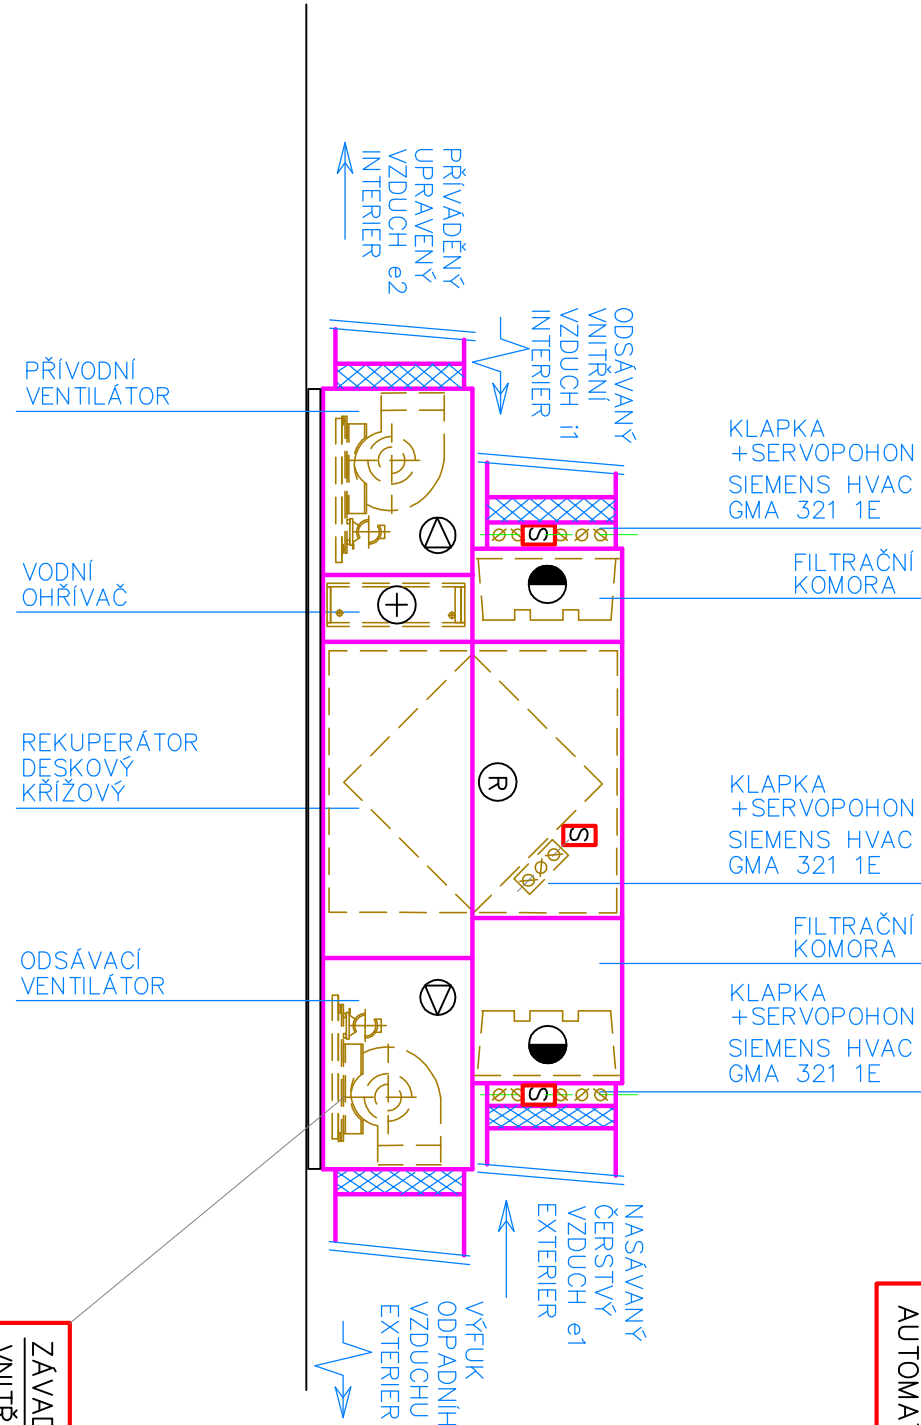 PŘÍVÁDĚNÝ
UPRAVENÝ
VZDUCH e2
INTERIER
ODSÁVANÝ
VNITŘNÍ
VZDUCH i1
INTERIER
PŘÍVODNÍ
VENTILÁTOR
KLAPKA
+SERVOPOHON
SIEMENS HVAC
GMA 321 1E
S
FILTRAČNÍ
KOMORA
VODNÍ
OHŘÍVAČ
REKUPERÁTOR
DESKOVÝ
KŘÍŽOVÝ
R
KLAPKA
+SERVOPOHON
SIEMENS HVAC
GMA 321 1E
S
FILTRAČNÍ
KOMORA
ODSÁVACÍ
VENTILÁTOR
KLAPKA
+SERVOPOHON
SIEMENS HVAC
GMA 321 1E
S
NASÁVANÝ
ČERSTVÝ
VZDUCH e1
EXTERIER
VÝFUK
ODPADNÍH
VZDUCHU
EXTERIER
ZÁVAD
VNITŘ
AUTOMA